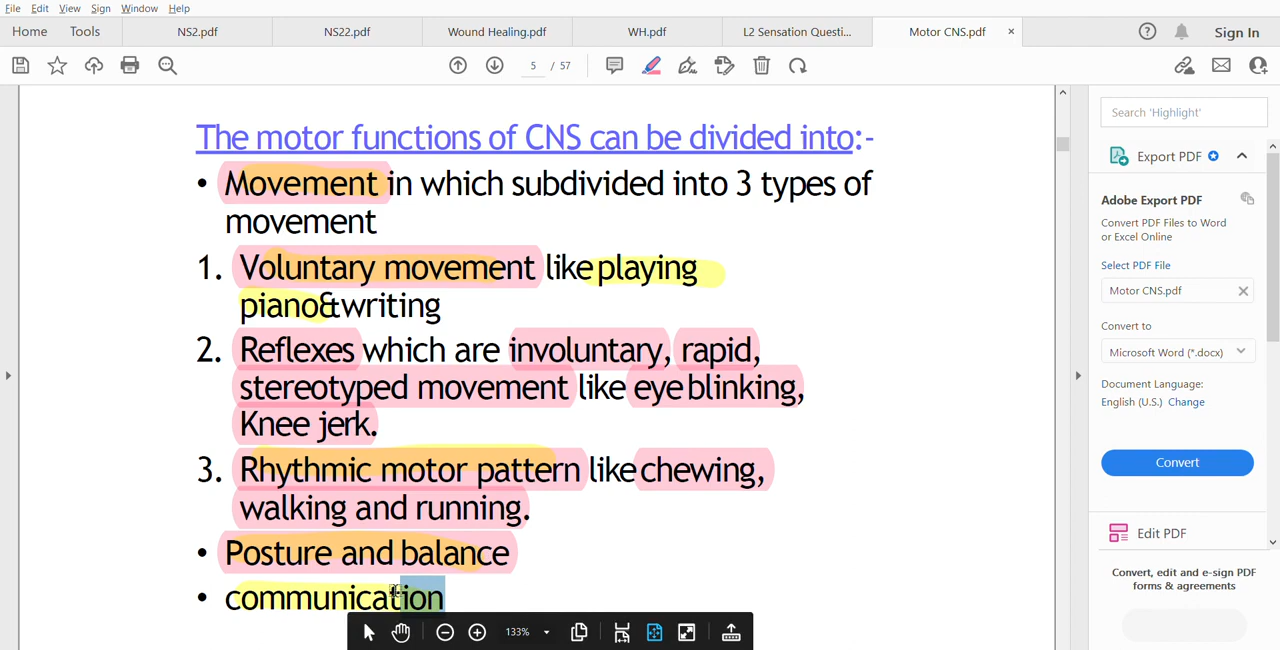 File Edit View Sign Window Help
Home Tools NS2.pdf NS22.pdf Wound Healing.pdf WH.pdf L2 Sensation Questi... Motor CNS.pdf × Sign In
5 / 57
The motor functions of CNS can be divided into:-
• Movement in which subdivided into 3 types of
movement
1. Voluntary movement like playing
piano& writing
2. Reflexes which are involuntary, rapid,
stereotyped movement like eye blinking,
Knee jerk.
3. Rhythmic motor pattern like chewing,
walking and running.
• Posture and balance
• communication
133%
Search 'Highlight'
Export PDF
Adobe Export PDF
Convert PDF Files to Word
or Excel Online
Select PDF File
Motor CNS.pdf
Convert to
Microsoft Word (*.docx)
Document Language:
English (U.S.) Change
Convert
Edit PDF
Convert, edit and e-sign PDF
forms & agreements